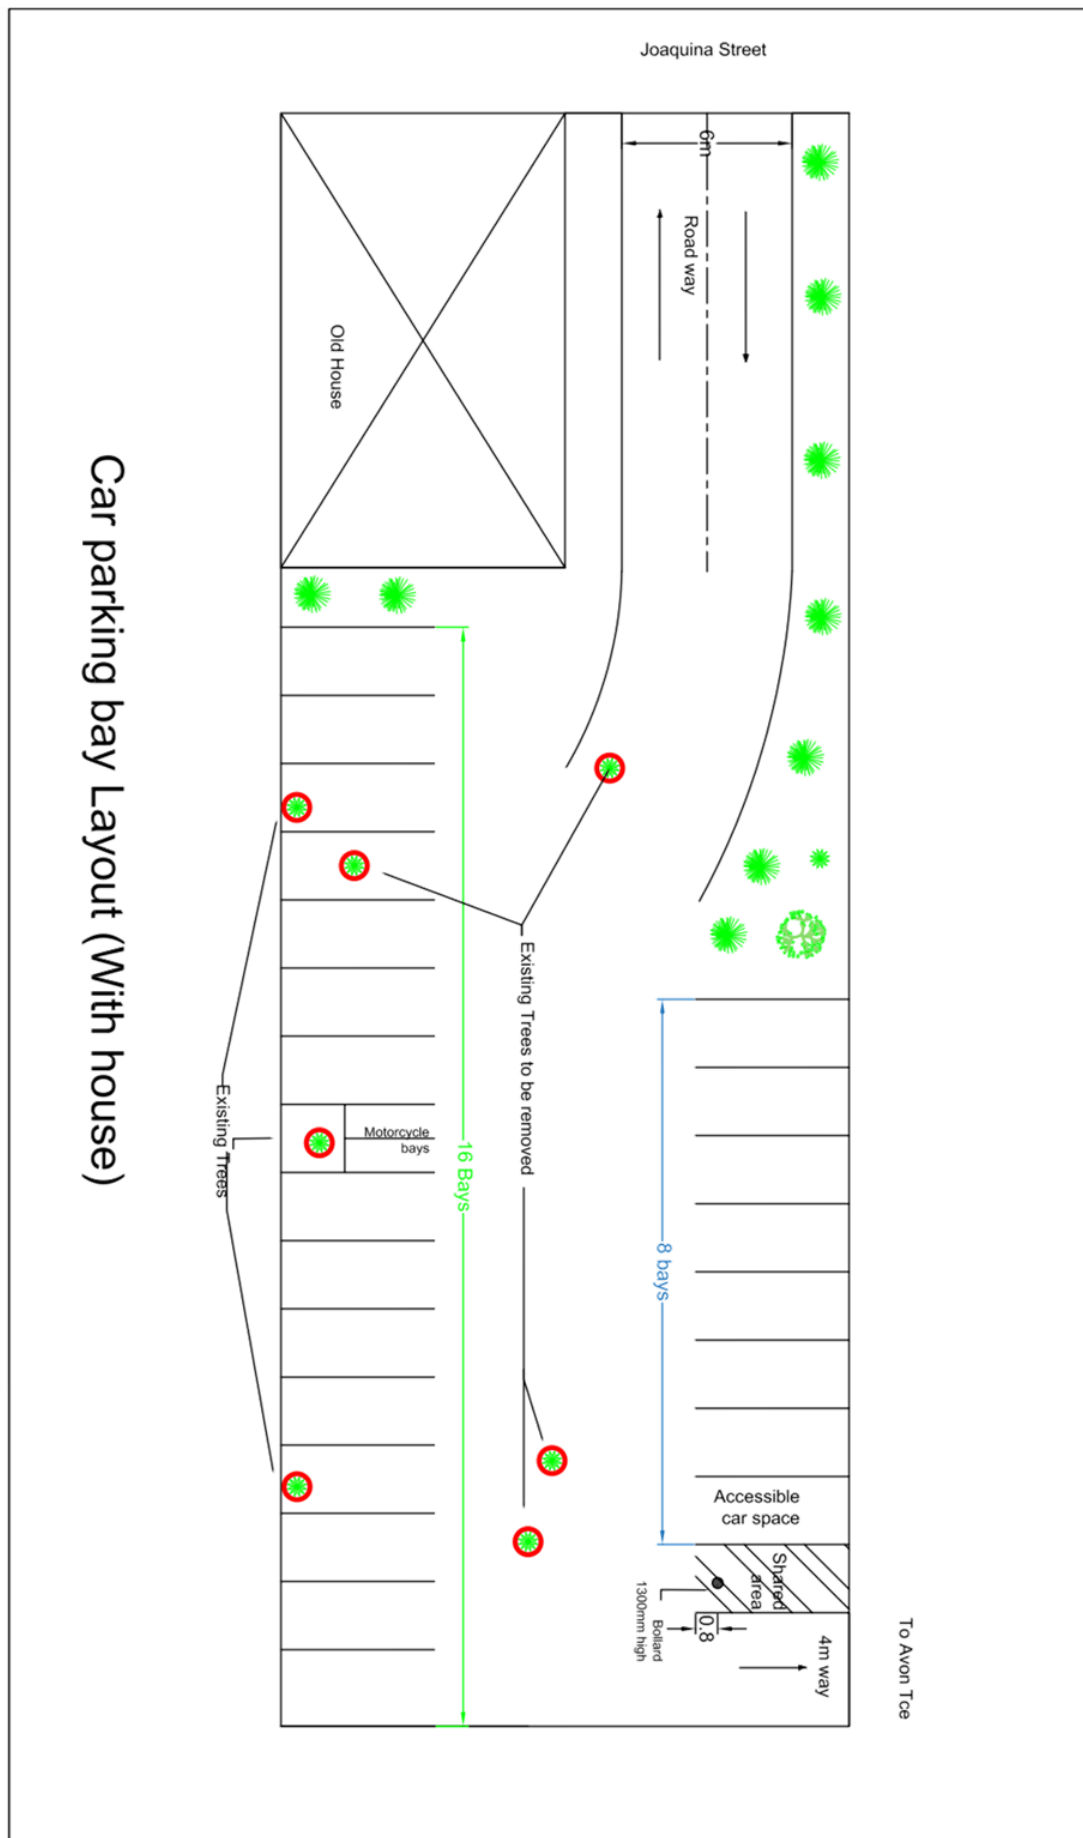 Joaquina Street
6m
Road way
Old House
Car parking bay Layout (With house)
Existing Trees to be removed
Existing Trees
Motorcycle
bays
16 Bays
8 bays
Accessible
car space
Shared
area
Bollard
1300mm high
0.8
4m way
To Avon Tce